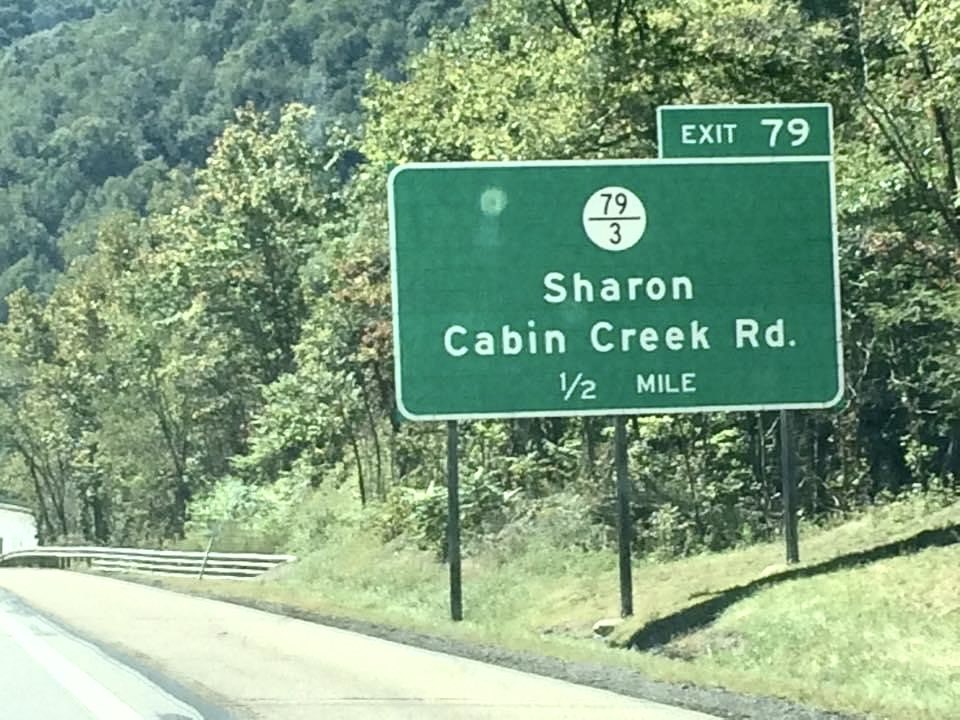 EXIT 79
79
3
Sharon
Cabin Creek Rd.
1/2 MILE